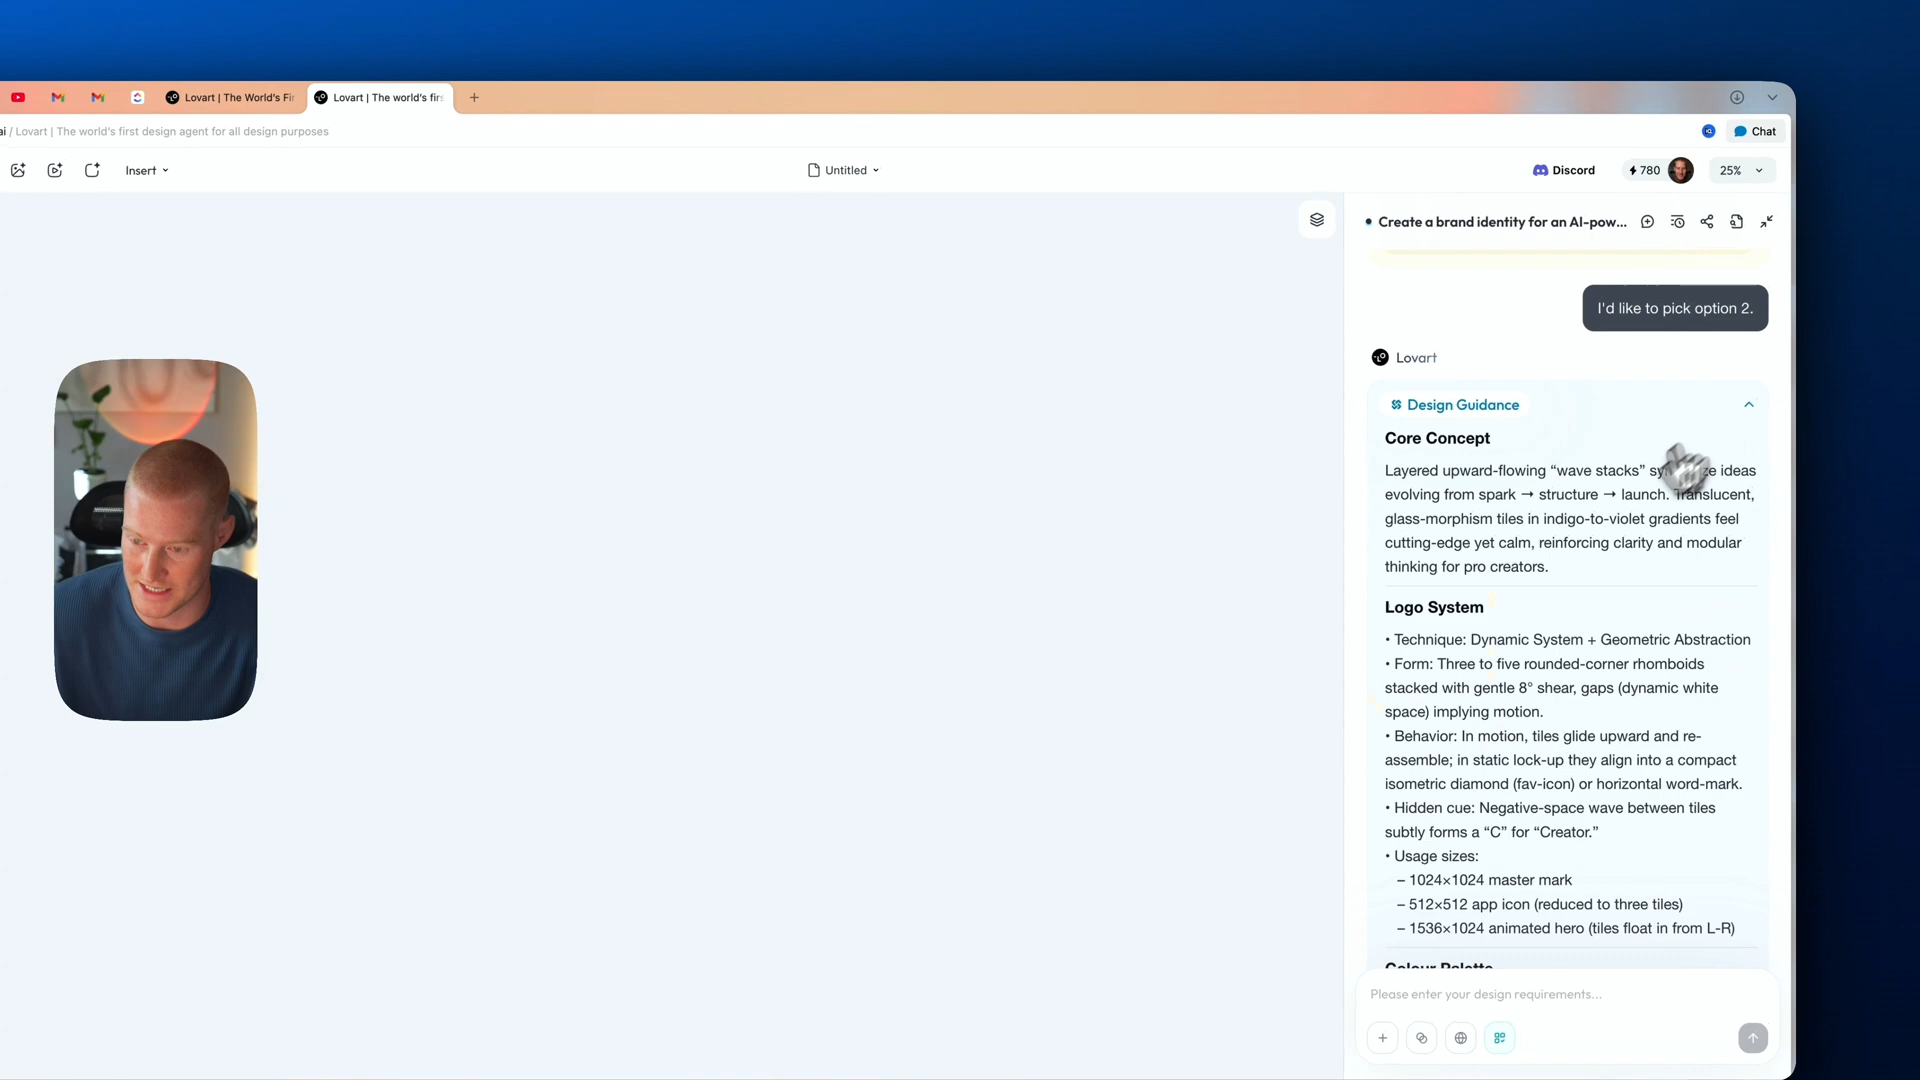 Lovart | The World's Fir
Lovart | The world's firs
ai / Lovart | The world's first design agent for all design purposes
Chat
Insert
Untitled
Discord
780
25%
Create a brand identity for an AI-pow...
I'd like to pick option 2.
Lovart
Design Guidance
Core Concept
Layered upward-flowing “wave stacks” ideas
evolving from spark → structure → launch. Translucent,
glass-morphism tiles in indigo-to-violet gradients feel
cutting-edge yet calm, reinforcing clarity and modular
thinking for pro creators.
Logo System
• Technique: Dynamic System + Geometric Abstraction
• Form: Three to five rounded-corner rhomboids
stacked with gentle 8° shear, gaps (dynamic white
space) implying motion.
• Behavior: In motion, tiles glide upward and re-
assemble; in static lock-up they align into a compact
isometric diamond (fav-icon) or horizontal word-mark.
• Hidden cue: Negative-space wave between tiles
subtly forms a “C” for “Creator.”
• Usage sizes:
– 1024×1024 master mark
– 512×512 app icon (reduced to three tiles)
– 1536×1024 animated hero (tiles float in from L-R)
Colour Palette
Please enter your design requirements...